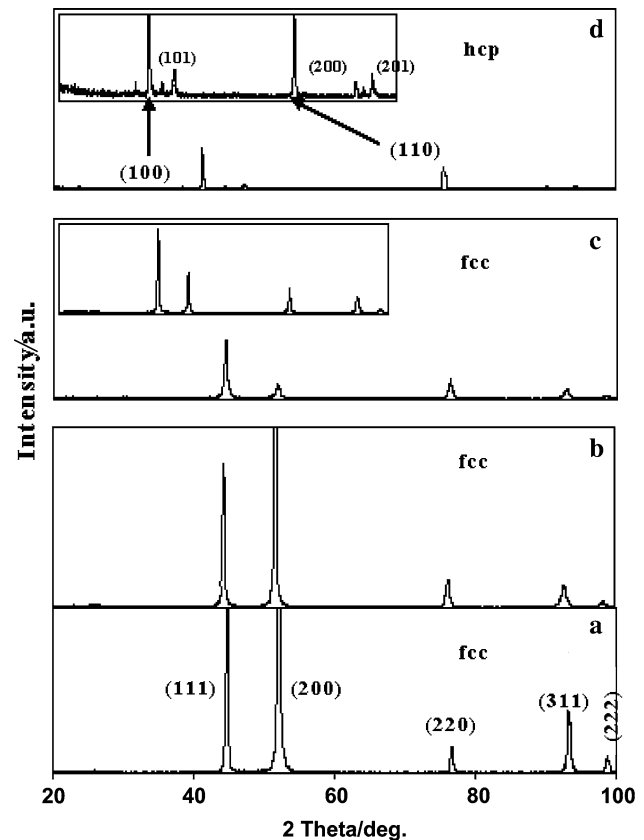 d
hcp
(101)
(200)
(201)
(100)
(110)
c
fcc
Intensity/a.u.
b
fcc
a
fcc
(111)
(200)
(220)
(311)
(222)
20
40
60
80
100
2 Theta/deg.